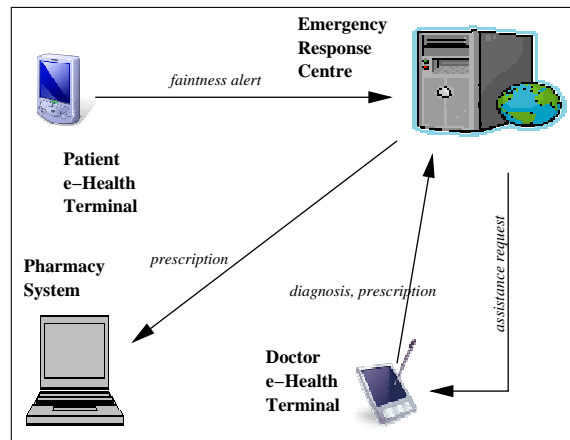 Emergency
Response
Centre
faintness alert
Patient
e−Health
Terminal
prescription
Pharmacy
System
diagnosis, prescription
assistance request
Doctor
e−Health
Terminal